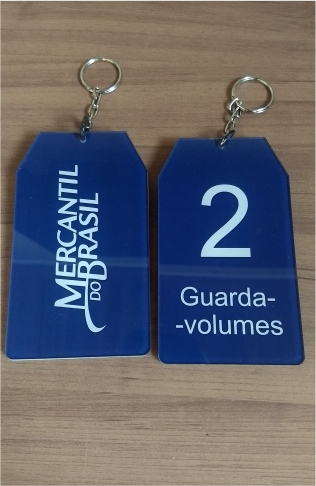 MERCANTIL
DO BRASIL
2
Guarda-
-volumes